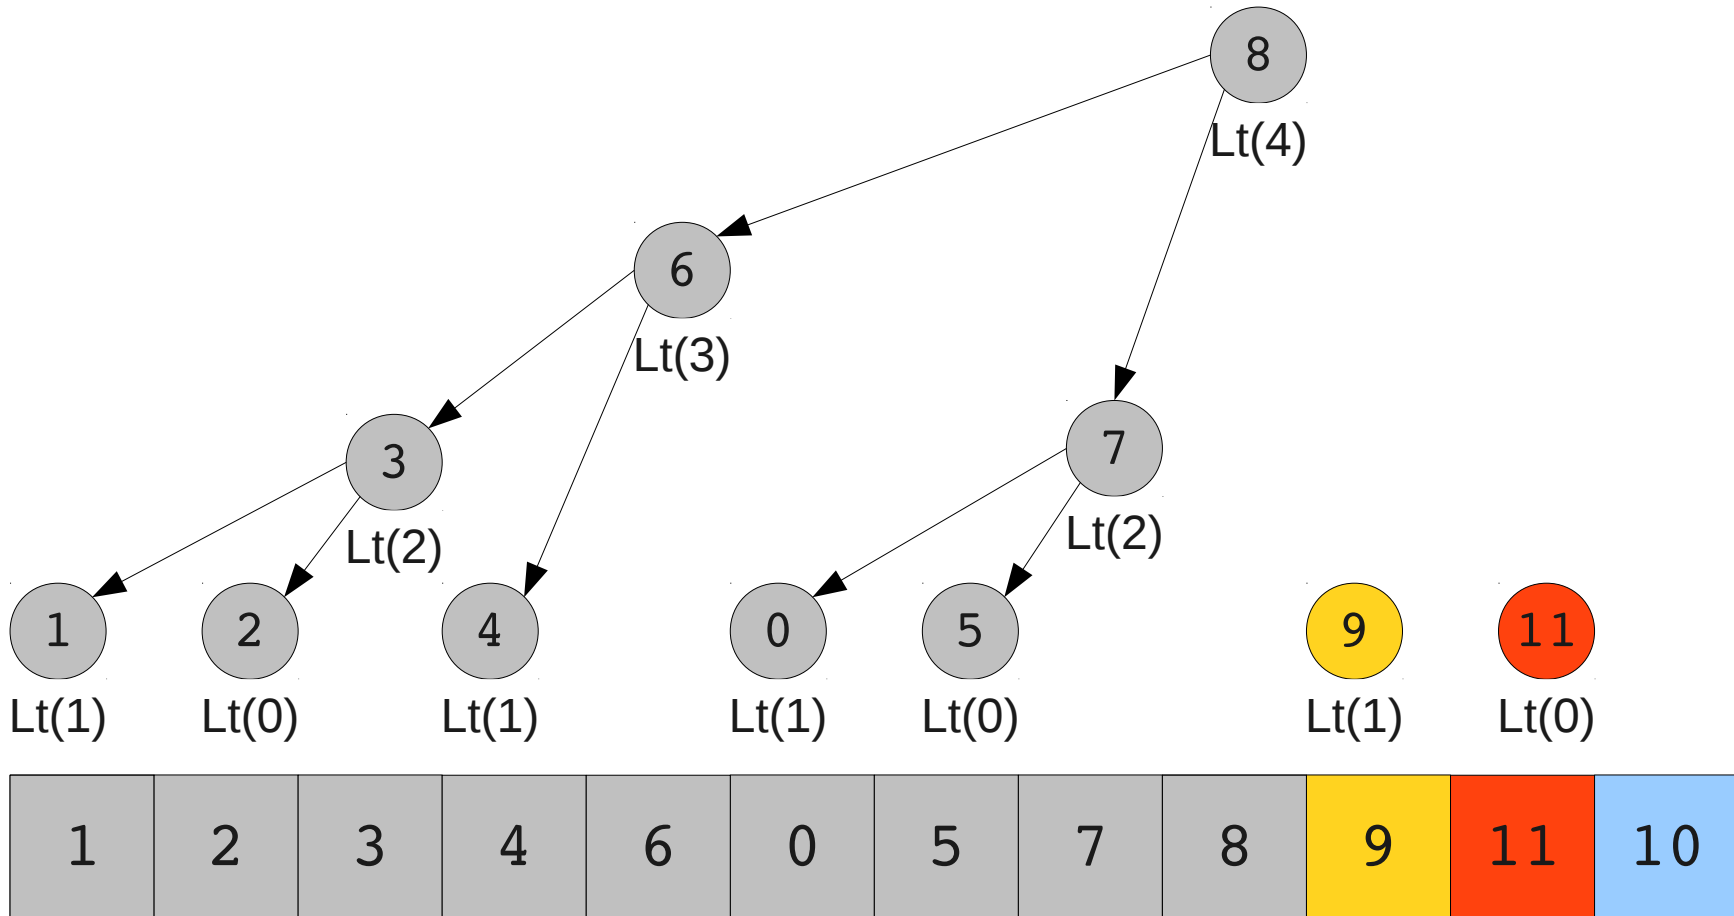 8
Lt(4)
6
Lt(3)
3
7
Lt(2)
Lt(2)
1 2 4 0 5 9 11
Lt(1) Lt(0) Lt(1) Lt(1) Lt(0) Lt(1) Lt(0)
1 2 3 4 6 0 5 7 8 9 11 10